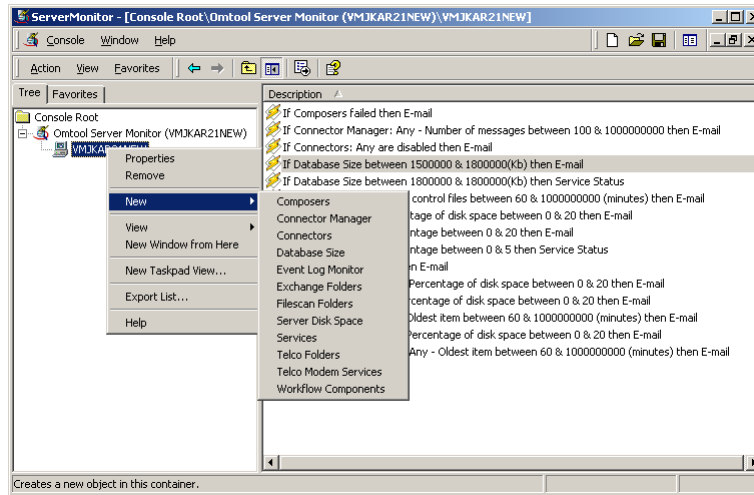 ServerMonitor - [Console Root\Omtool Server Monitor (VMJKAR21NEW)\VMJKAR21NEW]
Console Window Help
Action View Favorites
Tree Favorites
Description
Console Root
Omtool Server Monitor (VMJKAR21NEW)
If Composers failed then E-mail
If Connector Manager: Any - Number of messages between 100 & 1000000000 then E-mail
If Connectors: Any are disabled then E-mail
If Database Size between 1500000 & 1800000(Kb) then E-mail
If Database Size between 1800000 & 1800000(Kb) then Service Status
control files between 60 & 1000000000 (minutes) then E-mail
tage of disk space between 0 & 20 then E-mail
ntage between 0 & 20 then E-mail
ntage between 0 & 5 then Service Status
n E-mail
Percentage of disk space between 0 & 20 then E-mail
rcentage of disk space between 0 & 20 then E-mail
Oldest item between 60 & 1000000000 (minutes) then E-mail
Percentage of disk space between 0 & 20 then E-mail
Any - Oldest item between 60 & 1000000000 (minutes) then E-mail
Properties
Remove
New
View
New Window from Here
New Taskpad View...
Export List...
Help
Composers
Connector Manager
Connectors
Database Size
Event Log Monitor
Exchange Folders
Filescan Folders
Server Disk Space
Services
Telco Folders
Telco Modem Services
Workflow Components
Creates a new object in this container.